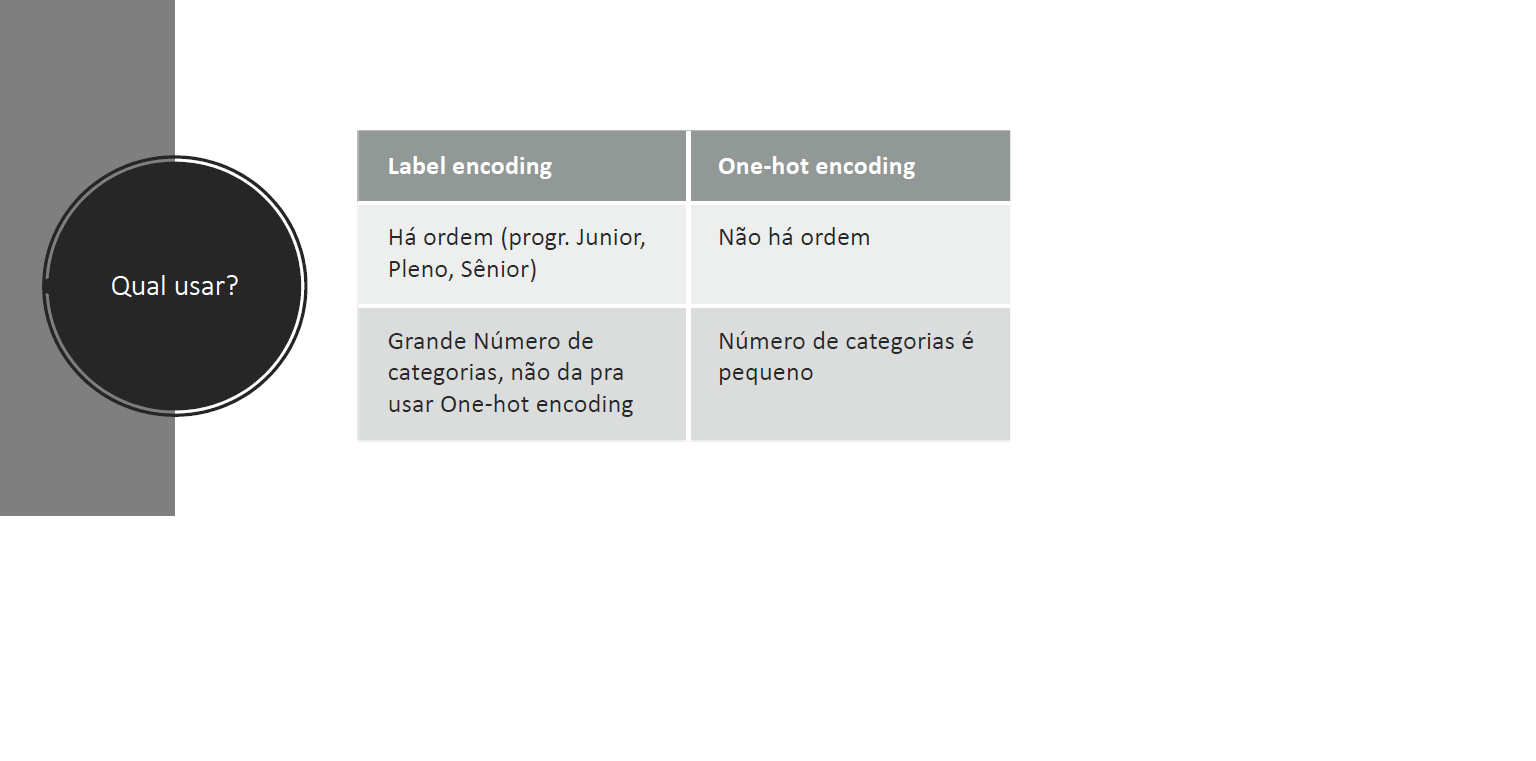 Qual usar?
Label encoding
One-hot encoding
Há ordem (progr. Junior,
Pleno, Sênior)
Não há ordem
Grande Número de
categorias, não da pra
usar One-hot encoding
Número de categorias é
pequeno